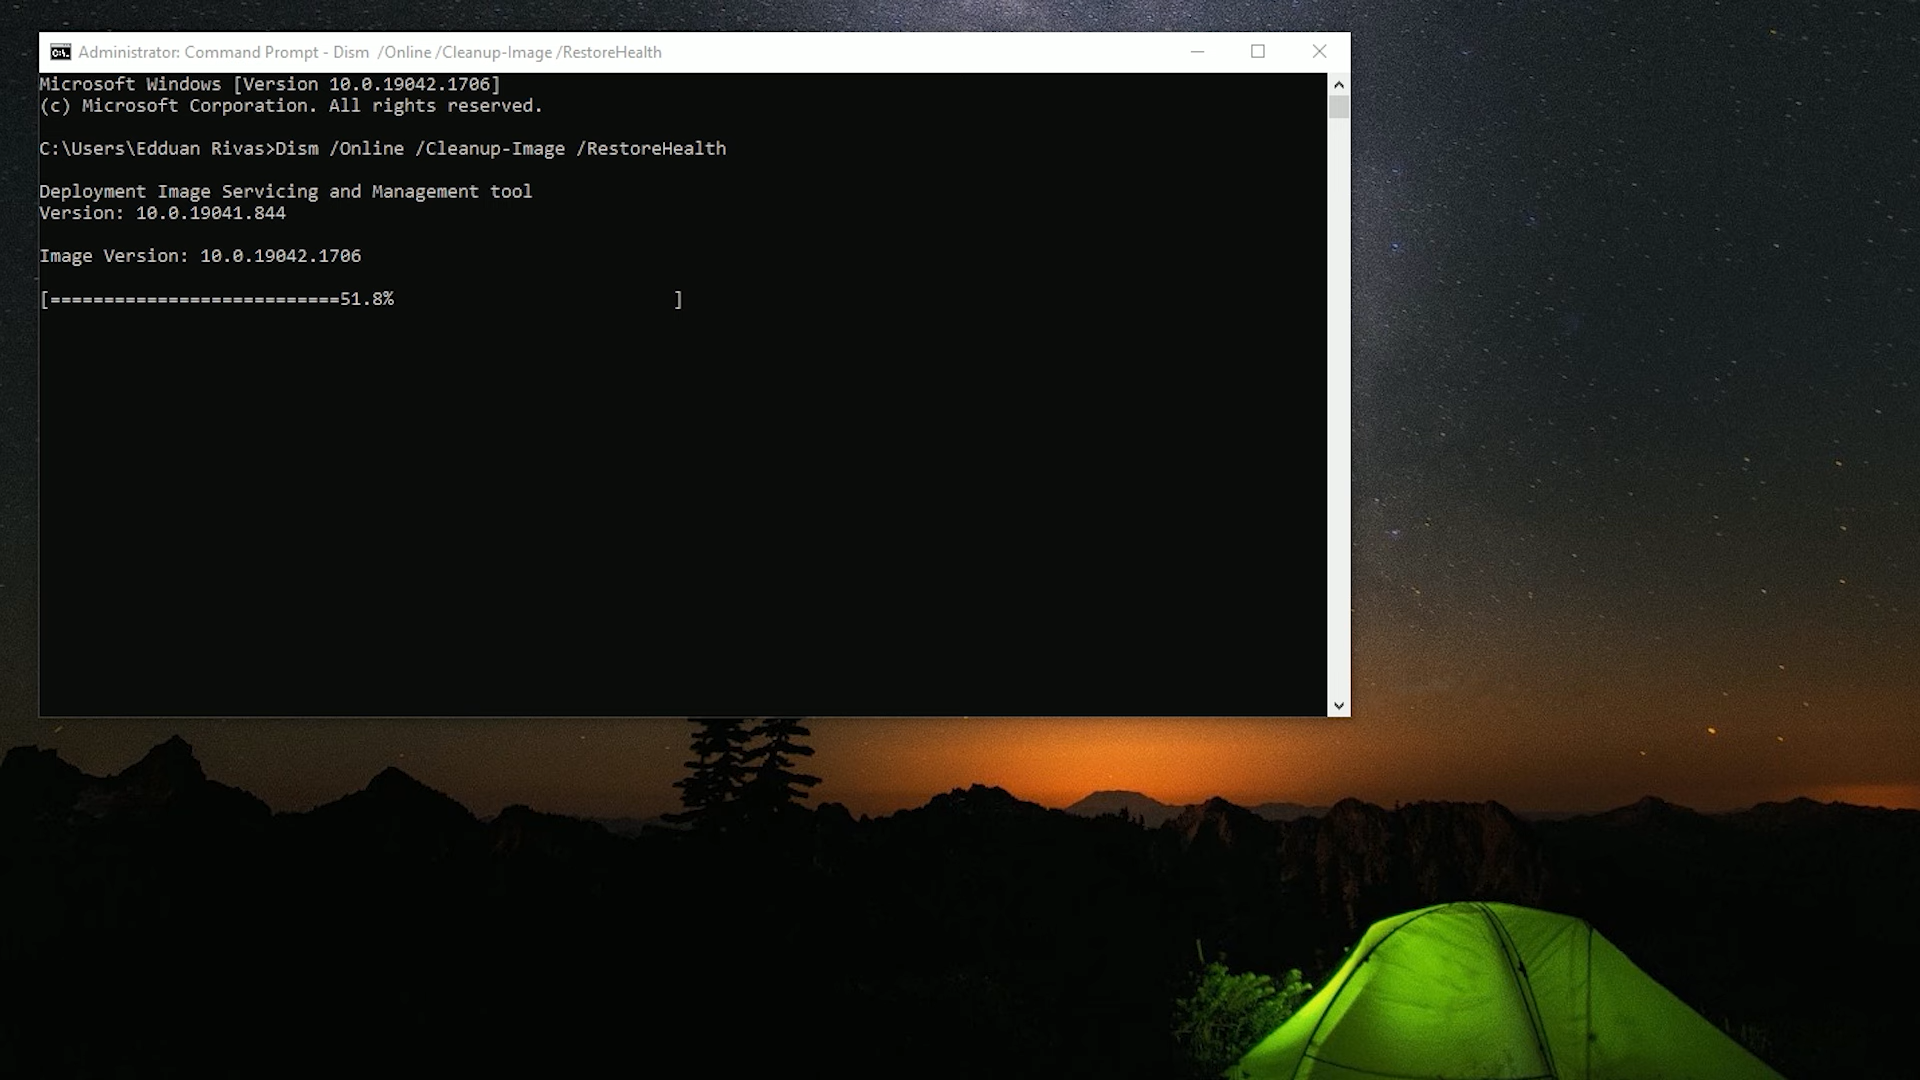 Administrator: Command Prompt - Dism  /Online /Cleanup-Image /RestoreHealth
Microsoft Windows [Version 10.0.19042.1706]
(c) Microsoft Corporation. All rights reserved.
C:\Users\Edduan Rivas>Dism /Online /Cleanup-Image /RestoreHealth
Deployment Image Servicing and Management tool
Version: 10.0.19041.844
Image Version: 10.0.19042.1706
[===========================51.8%                          ]